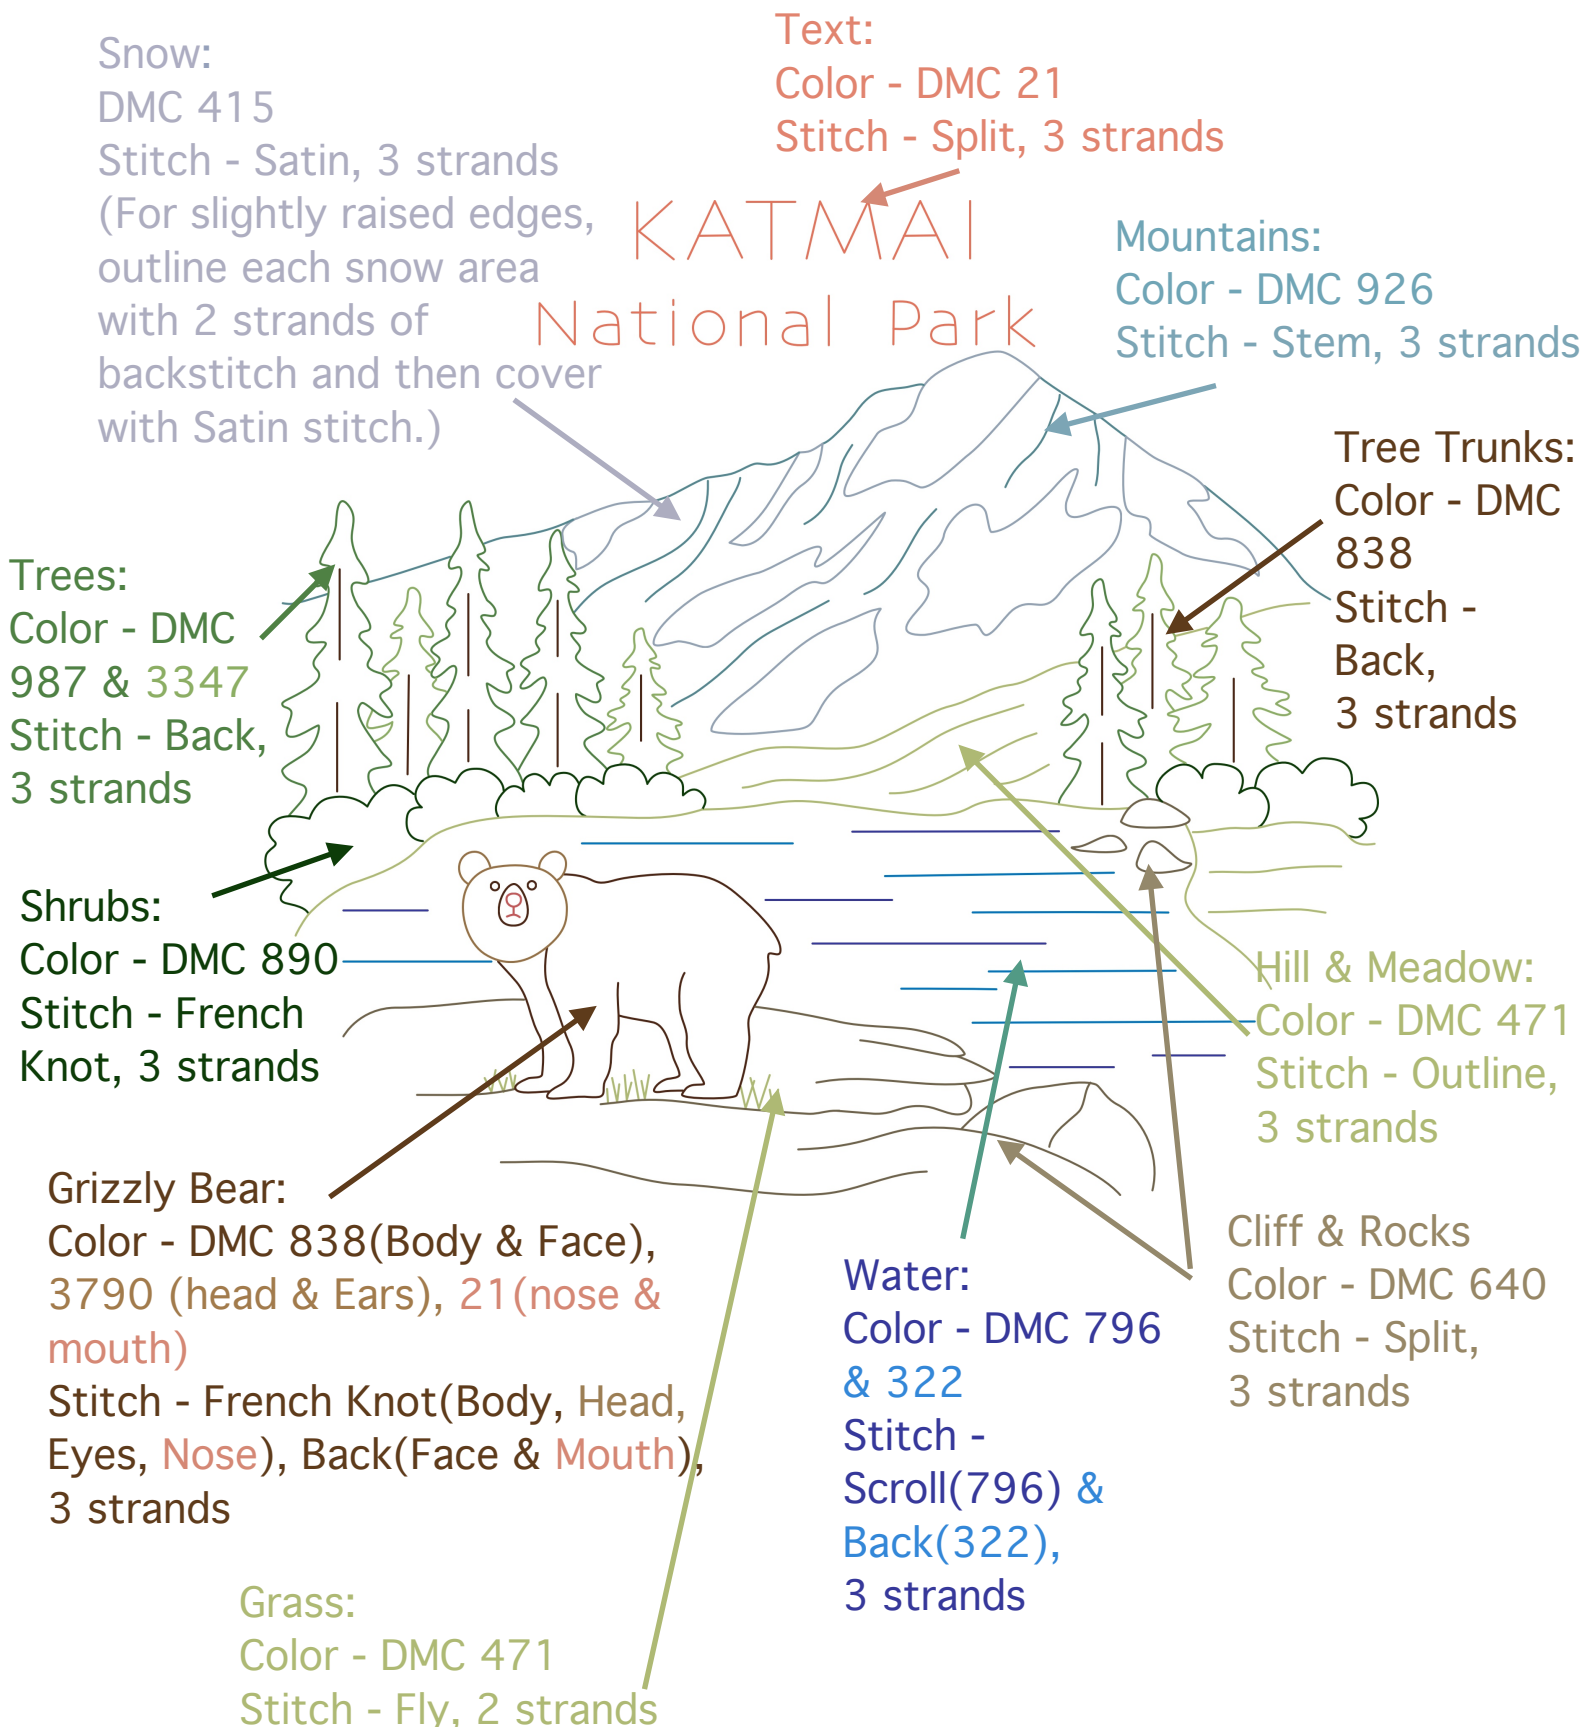 Snow:
DMC 415
Stitch - Satin, 3 strands
(For slightly raised edges,
outline each snow area
with 2 strands of
backstitch and then cover
with Satin stitch.)
Text:
Color - DMC 21
Stitch - Split, 3 strands
KATMAI
National Park
Mountains:
Color - DMC 926
Stitch - Stem, 3 strands
Tree Trunks:
Color - DMC
838
Stitch -
Back,
3 strands
Trees:
Color - DMC
987 & 3347
Stitch - Back,
3 strands
Shrubs:
Color - DMC 890
Stitch - French
Knot, 3 strands
Hill & Meadow:
Color - DMC 471
Stitch - Outline,
3 strands
Grizzly Bear:
Color - DMC 838(Body & Face),
3790 (head & Ears), 21(nose &
mouth)
Stitch - French Knot(Body, Head,
Eyes, Nose), Back(Face & Mouth),
3 strands
Water:
Color - DMC 796
& 322
Stitch -
Scroll(796) &
Back(322),
3 strands
Cliff & Rocks
Color - DMC 640
Stitch - Split,
3 strands
Grass:
Color - DMC 471
Stitch - Fly, 2 strands